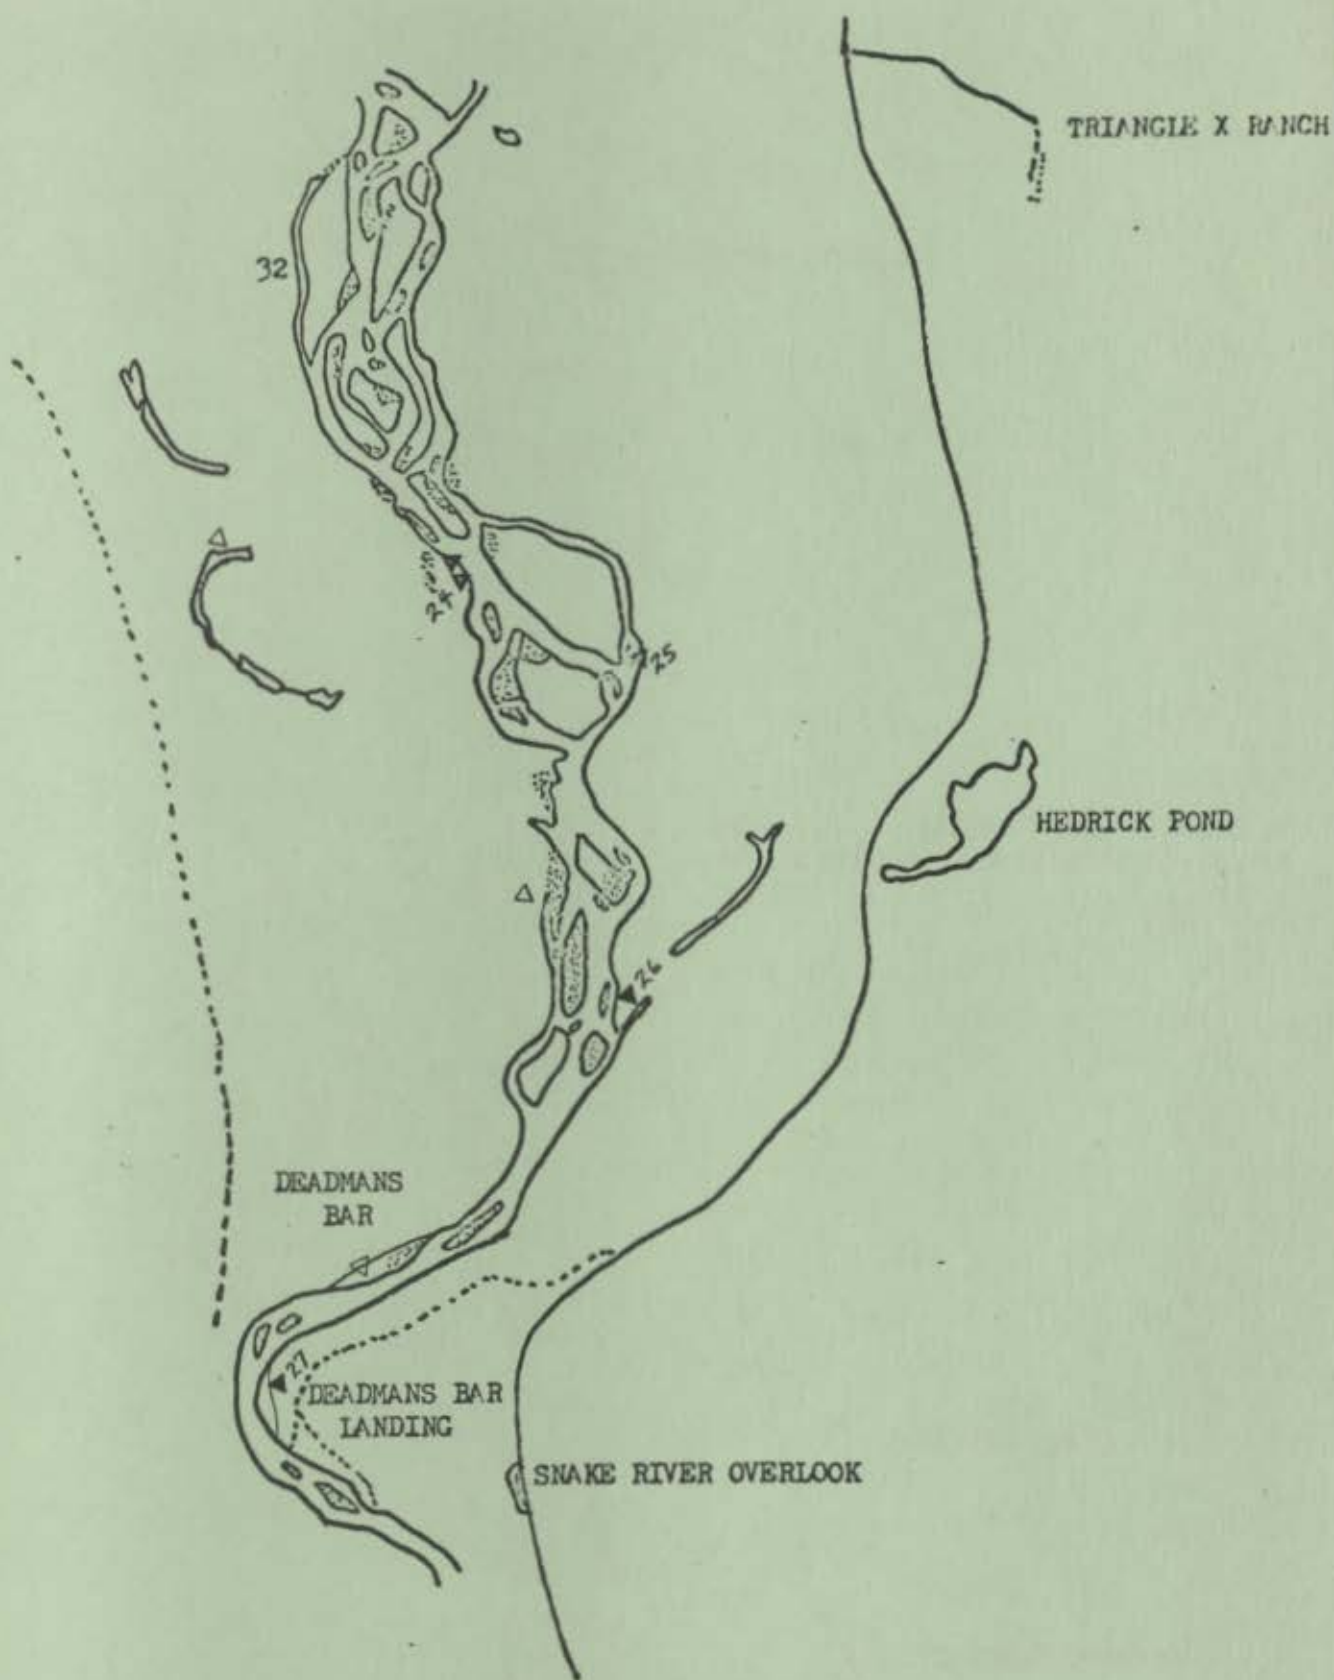 TRIANGLE X RANCH
32
24
25
HEDRICK POND
26
DEADMANS
BAR
27
DEADMANS BAR
LANDING
SNAKE RIVER OVERLOOK